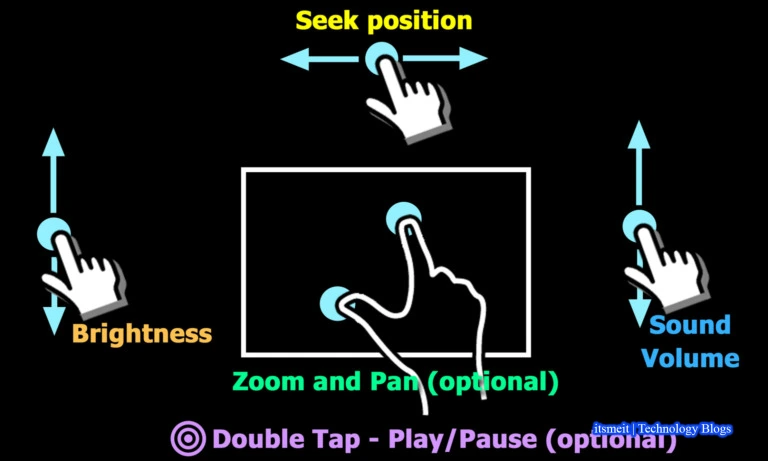 Seek position
Brightness
Sound
Volume
Zoom and Pan (optional)
itsmeit | Technology Blogs
Double Tap - Play/Pause (optional)